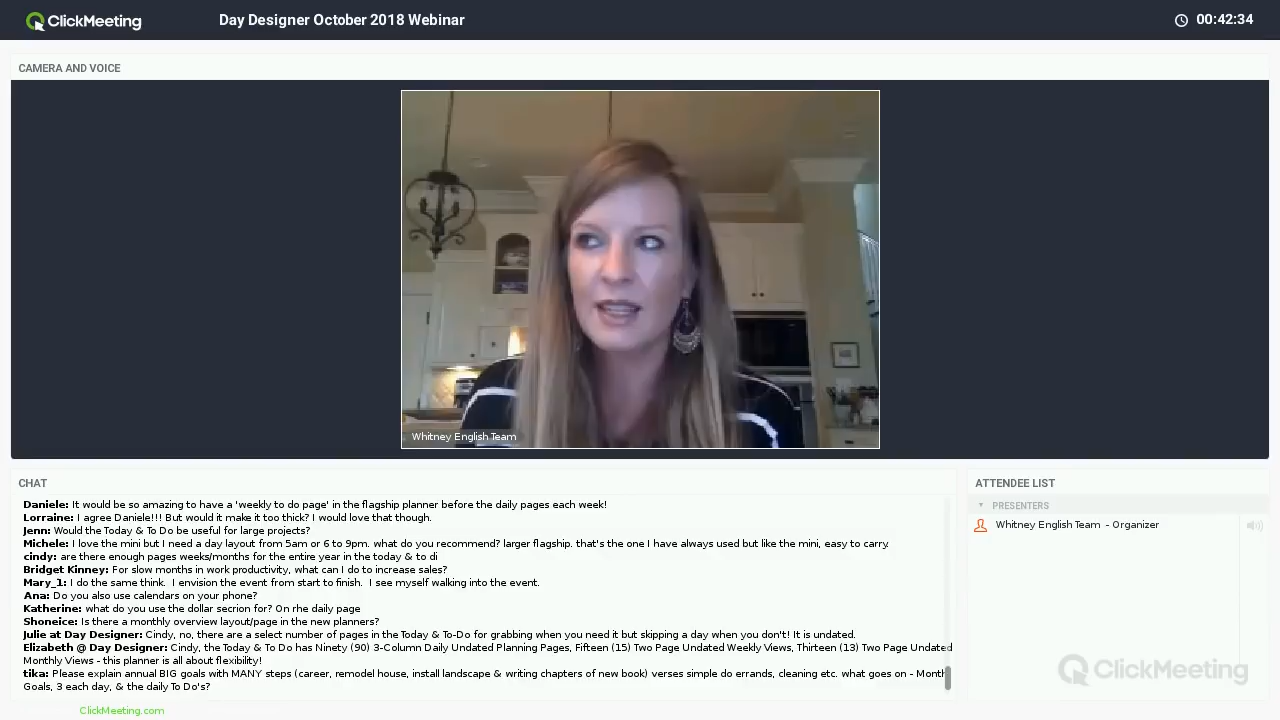 ClickMeeting
Day Designer October 2018 Webinar
00:42:34
CAMERA AND VOICE
Whitney English Team
CHAT
Daniele: It would be so amazing to have a 'weekly to do page' in the flagship planner before the daily pages each week!
Lorraine: I agree Daniele!!! But would it make it too thick? I would love that though.
Jenn: Would the Today & To Do be useful for large projects?
Michele: I love the mini but I need a day layout from 5am or 6 to 9pm. what do you recommend? larger flagship. that's the one I have always used but like the mini, easy to carry.
cindy: are there enough pages weeks/months for the entire year in the today & to di
Bridget Kinney: For slow months in work productivity, what can I do to increase sales?
Mary_1: I do the same think.  I envision the event from start to finish.  I see myself walking into the event.
Ana: Do you also use calendars on your phone?
Katherine: what do you use the dollar secrion for? On rhe daily page
Shoneice: Is there a monthly overview layout/page in the new planners?
Julie at Day Designer: Cindy, no, there are a select number of pages in the Today & To-Do for grabbing when you need it but skipping a day when you don't! It is undated.
Elizabeth @ Day Designer: Cindy, the Today & To Do has Ninety (90) 3-Column Daily Undated Planning Pages, Fifteen (15) Two Page Undated Weekly Views, Thirteen (13) Two Page Undated
Monthly Views - this planner is all about flexibility!
tika: Please explain annual BIG goals with MANY steps (career, remodel house, install landscape & writing chapters of new book) verses simple do errands, cleaning etc. what goes on - Month
Goals, 3 each day, & the daily To Do's?
ATTENDEE LIST
PRESENTERS
Whitney English Team - Organizer
ClickMeeting
ClickMeeting.com